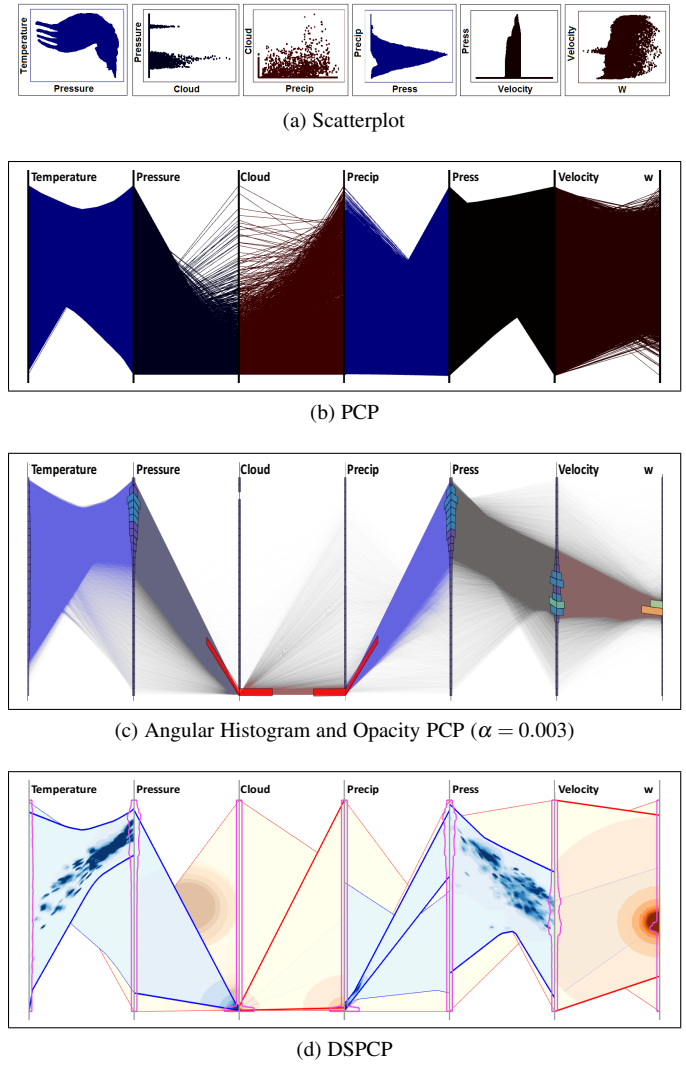 Temperature
Pressure
Pressure
Cloud
Cloud
Precip
Precip
Press
Press
Velocity
Velocity
W
(a) Scatterplot
Temperature Pressure Cloud Precip Press Velocity w
(b) PCP
Temperature Pressure Cloud Precip Press Velocity w
(c) Angular Histogram and Opacity PCP (α = 0.003)
Temperature Pressure Cloud Precip Press Velocity w
(d) DSPCP